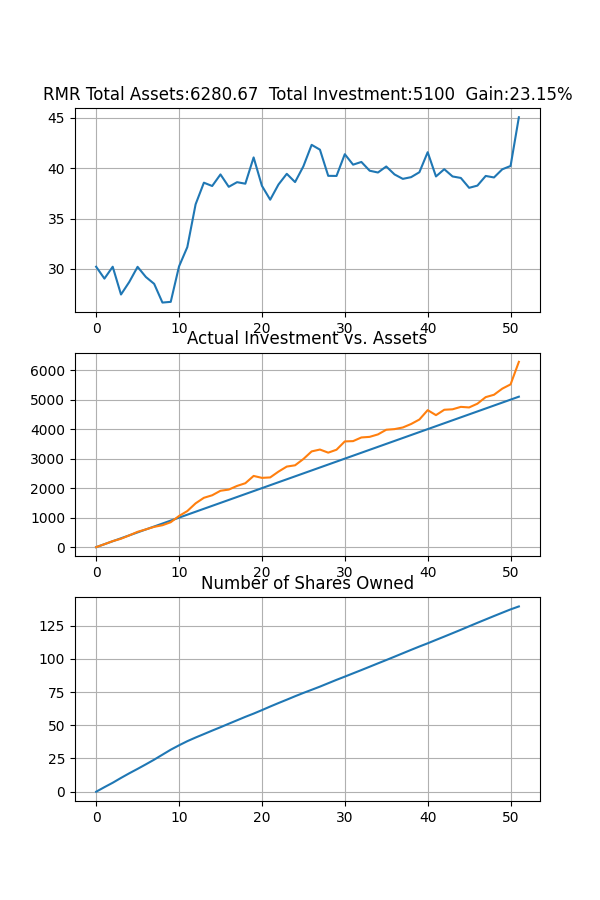 RMR Total Assets:6280.67  Total Investment:5100  Gain:23.15%
45
40
35
30
0 10 20 30 40 50
Actual Investment vs. Assets
6000
5000
4000
3000
2000
1000
0
0 10 20 30 40 50
Number of Shares Owned
125
100
75
50
25
0
0 10 20 30 40 50